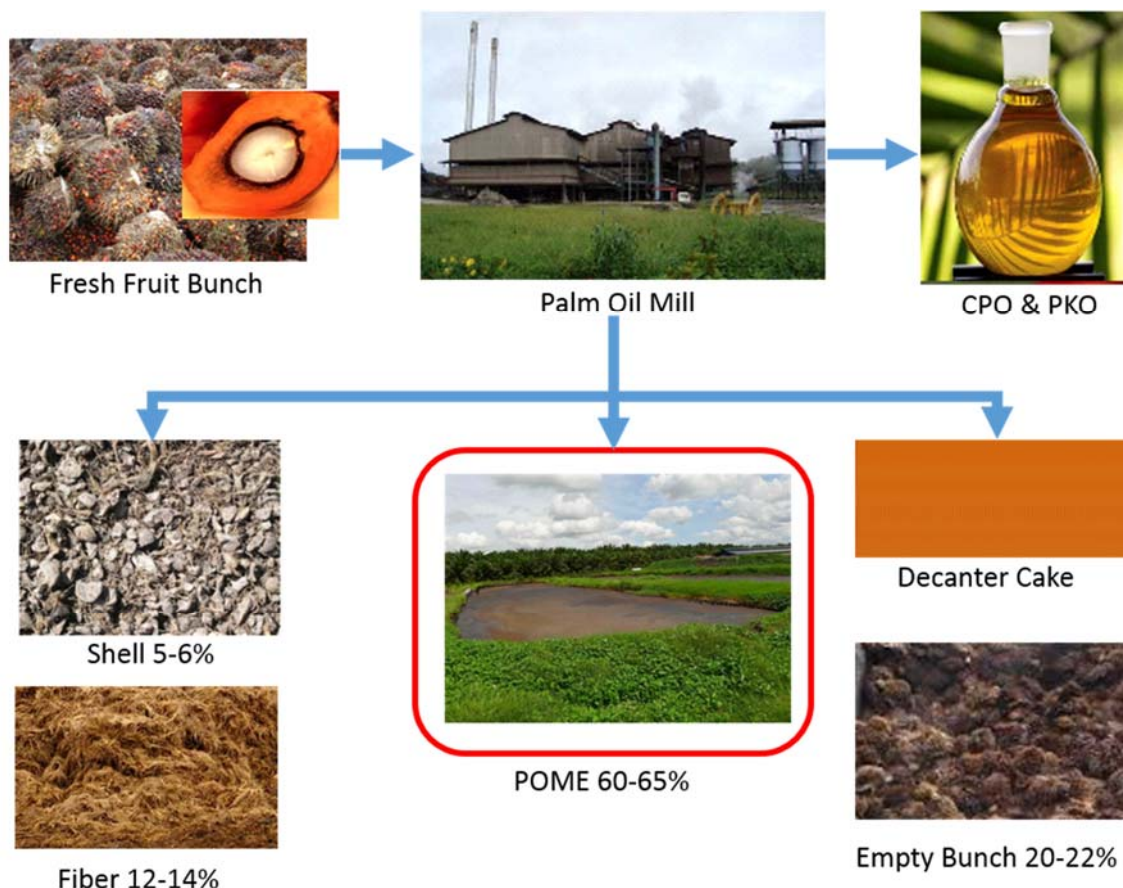 Fresh Fruit Bunch
Palm Oil Mill
CPO & PKO
Shell 5-6%
Fiber 12-14%
POME 60-65%
Decanter Cake
Empty Bunch 20-22%